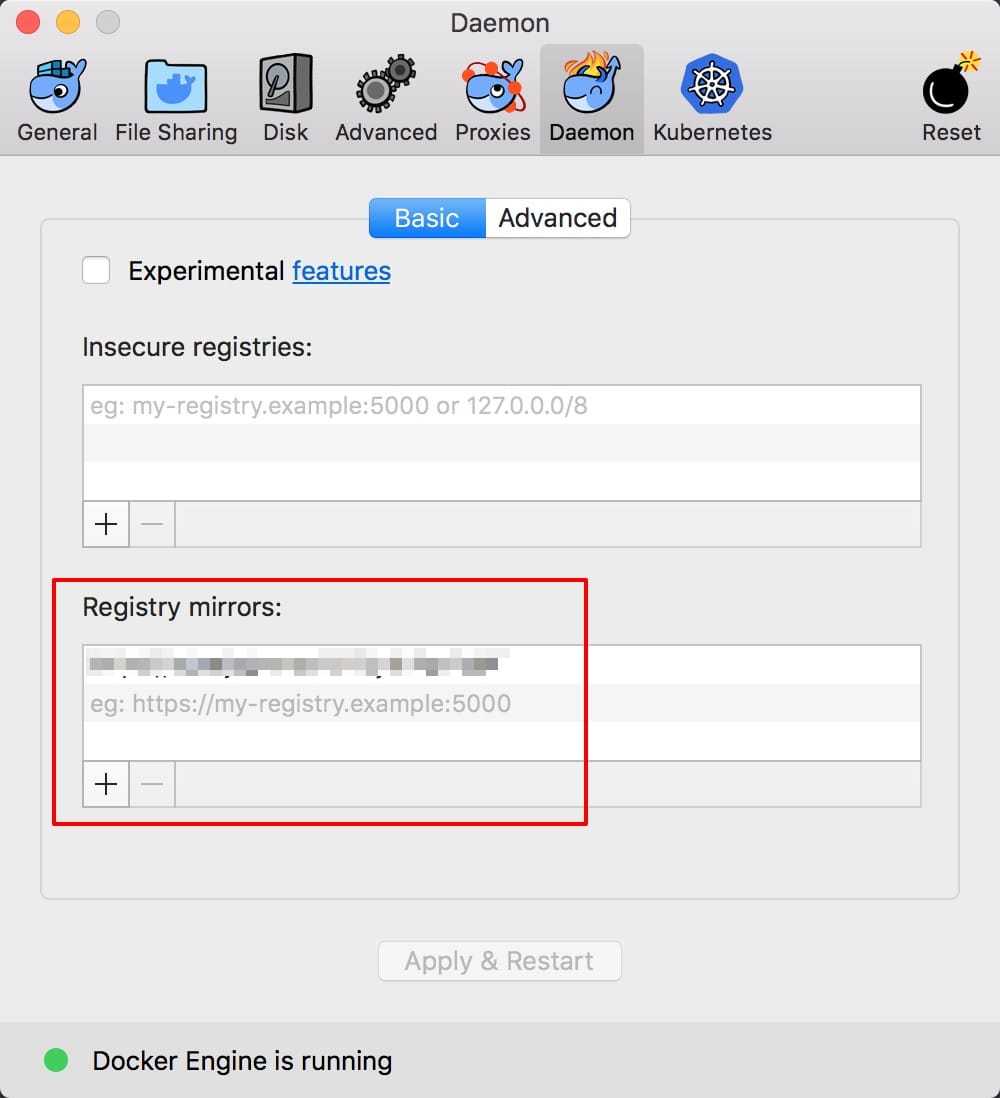 Daemon
General File Sharing Disk Advanced Proxies Daemon Kubernetes Reset
Basic Advanced
Experimental features
Insecure registries:
eg: my-registry.example:5000 or 127.0.0.0/8
Registry mirrors:
eg: https://my-registry.example:5000
Apply & Restart
Docker Engine is running